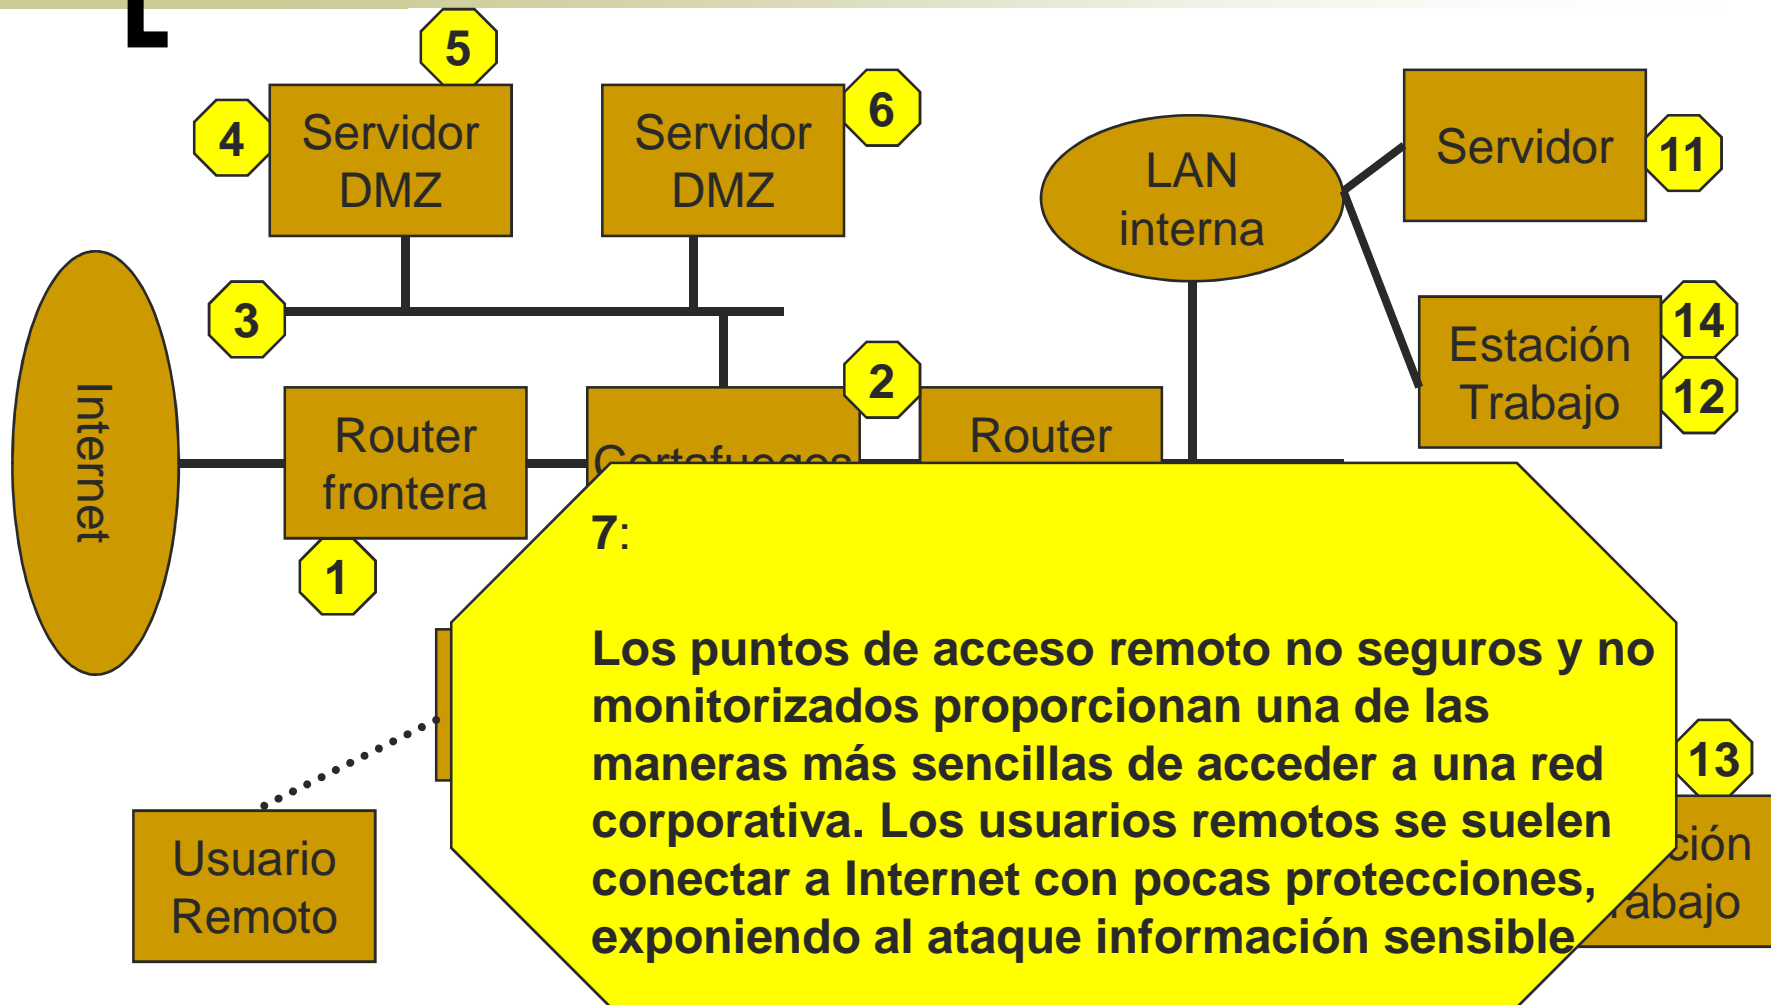 5
4
Servidor
DMZ
Servidor
DMZ
6
LAN
interna
Servidor
11
3
Estación
Trabajo
14
12
Internet
Router
frontera
Cortafuegos
2
Router
1
7:
Los puntos de acceso remoto no seguros y no
monitorizados proporcionan una de las
maneras más sencillas de acceder a una red
corporativa. Los usuarios remotos se suelen
conectar a Internet con pocas protecciones,
exponiendo al ataque información sensible
13
Usuario
Remoto
ción
abajo